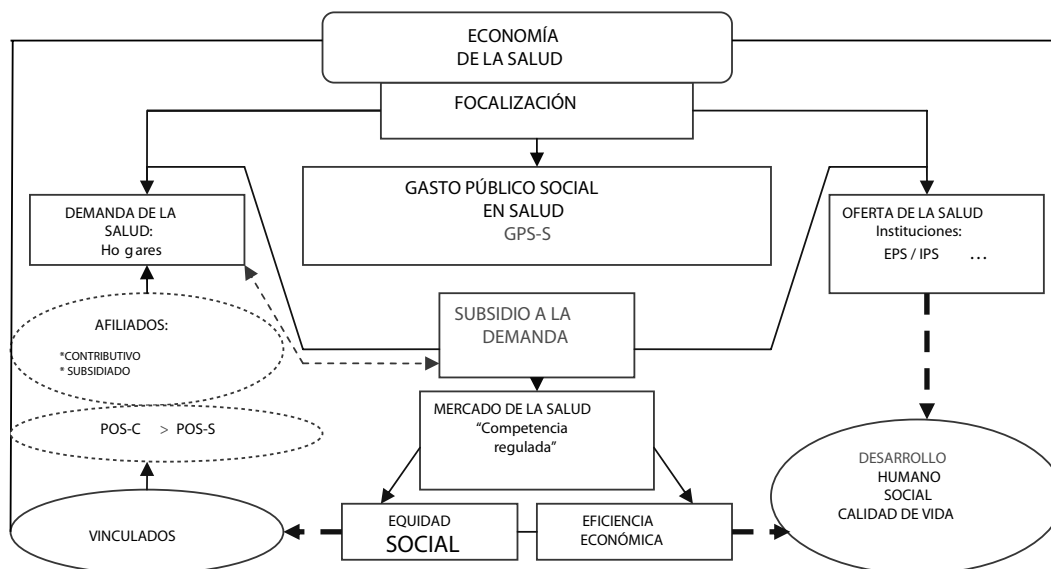 ECONOMÍA
DE LA SALUD
FOCALIZACIÓN
GASTO PÚBLICO SOCIAL
EN SALUD
GPS-S
DEMANDA DE LA
SALUD:
Ho gares
OFERTA DE LA SALUD
Instituciones:
EPS / IPS ...
SUBSIDIO A LA
DEMANDA
AFILIADOS:
*CONTRIBUTIVO
* SUBSIDIADO
MERCADO DE LA SALUD
“Competencia
regulada”
POS-C > POS-S
DESARROLLO
HUMANO
SOCIAL
CALIDAD DE VIDA
VINCULADOS
EQUIDAD
SOCIAL
EFICIENCIA
ECONÓMICA